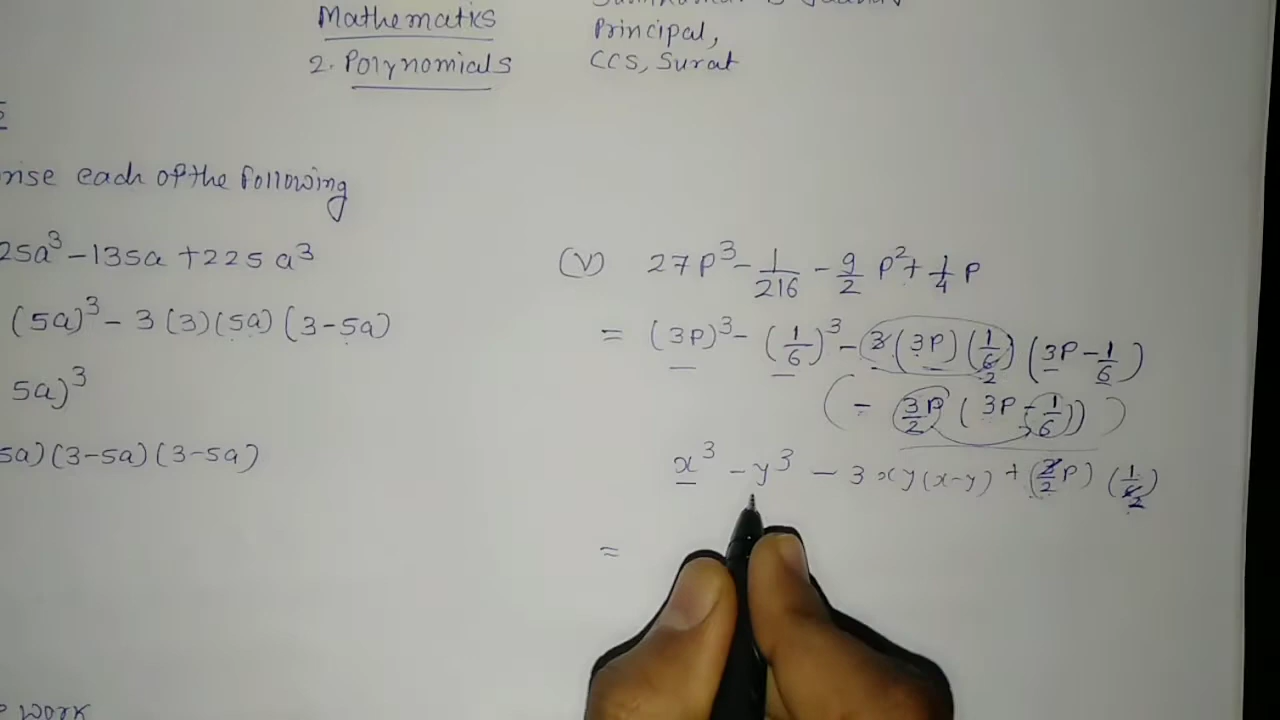 Mathematics
2. Polynomials
Principal,
CCS, Surat
rise each of the following
25a³ - 135a + 225a³
(5a)³ - 3(3)(5a)(3-5a)
5a)³
5a)(3-5a)(3-5a)
(V) 27p³ - 1/216 - 9/2 p² + 1/4 p
= (3p)³ - (1/6)³ - 3(3p)(1/6)(3p - 1/6)
2
(- 3p/2 (3p - 1/6))
x³ - y³ - 3xy(x-y) + (3/2 p)(1/6)
2
=
WORK